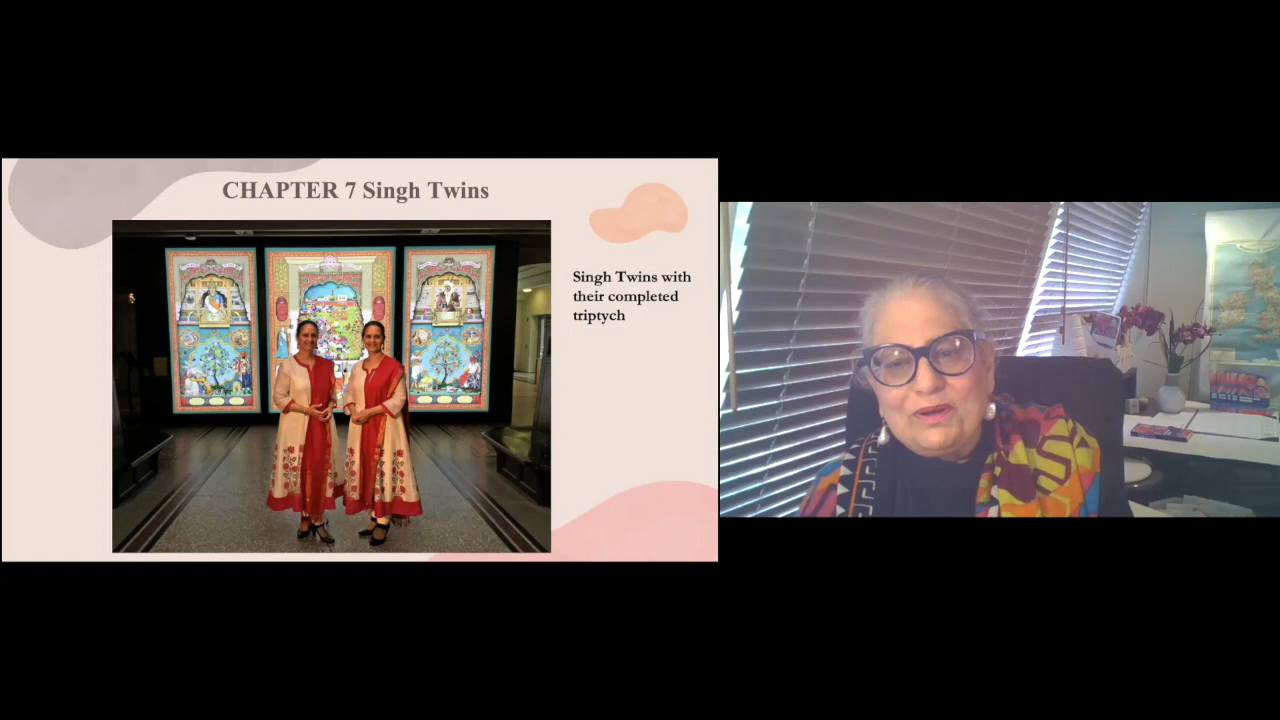 CHAPTER 7 Singh Twins
Singh Twins with
their completed
triptych